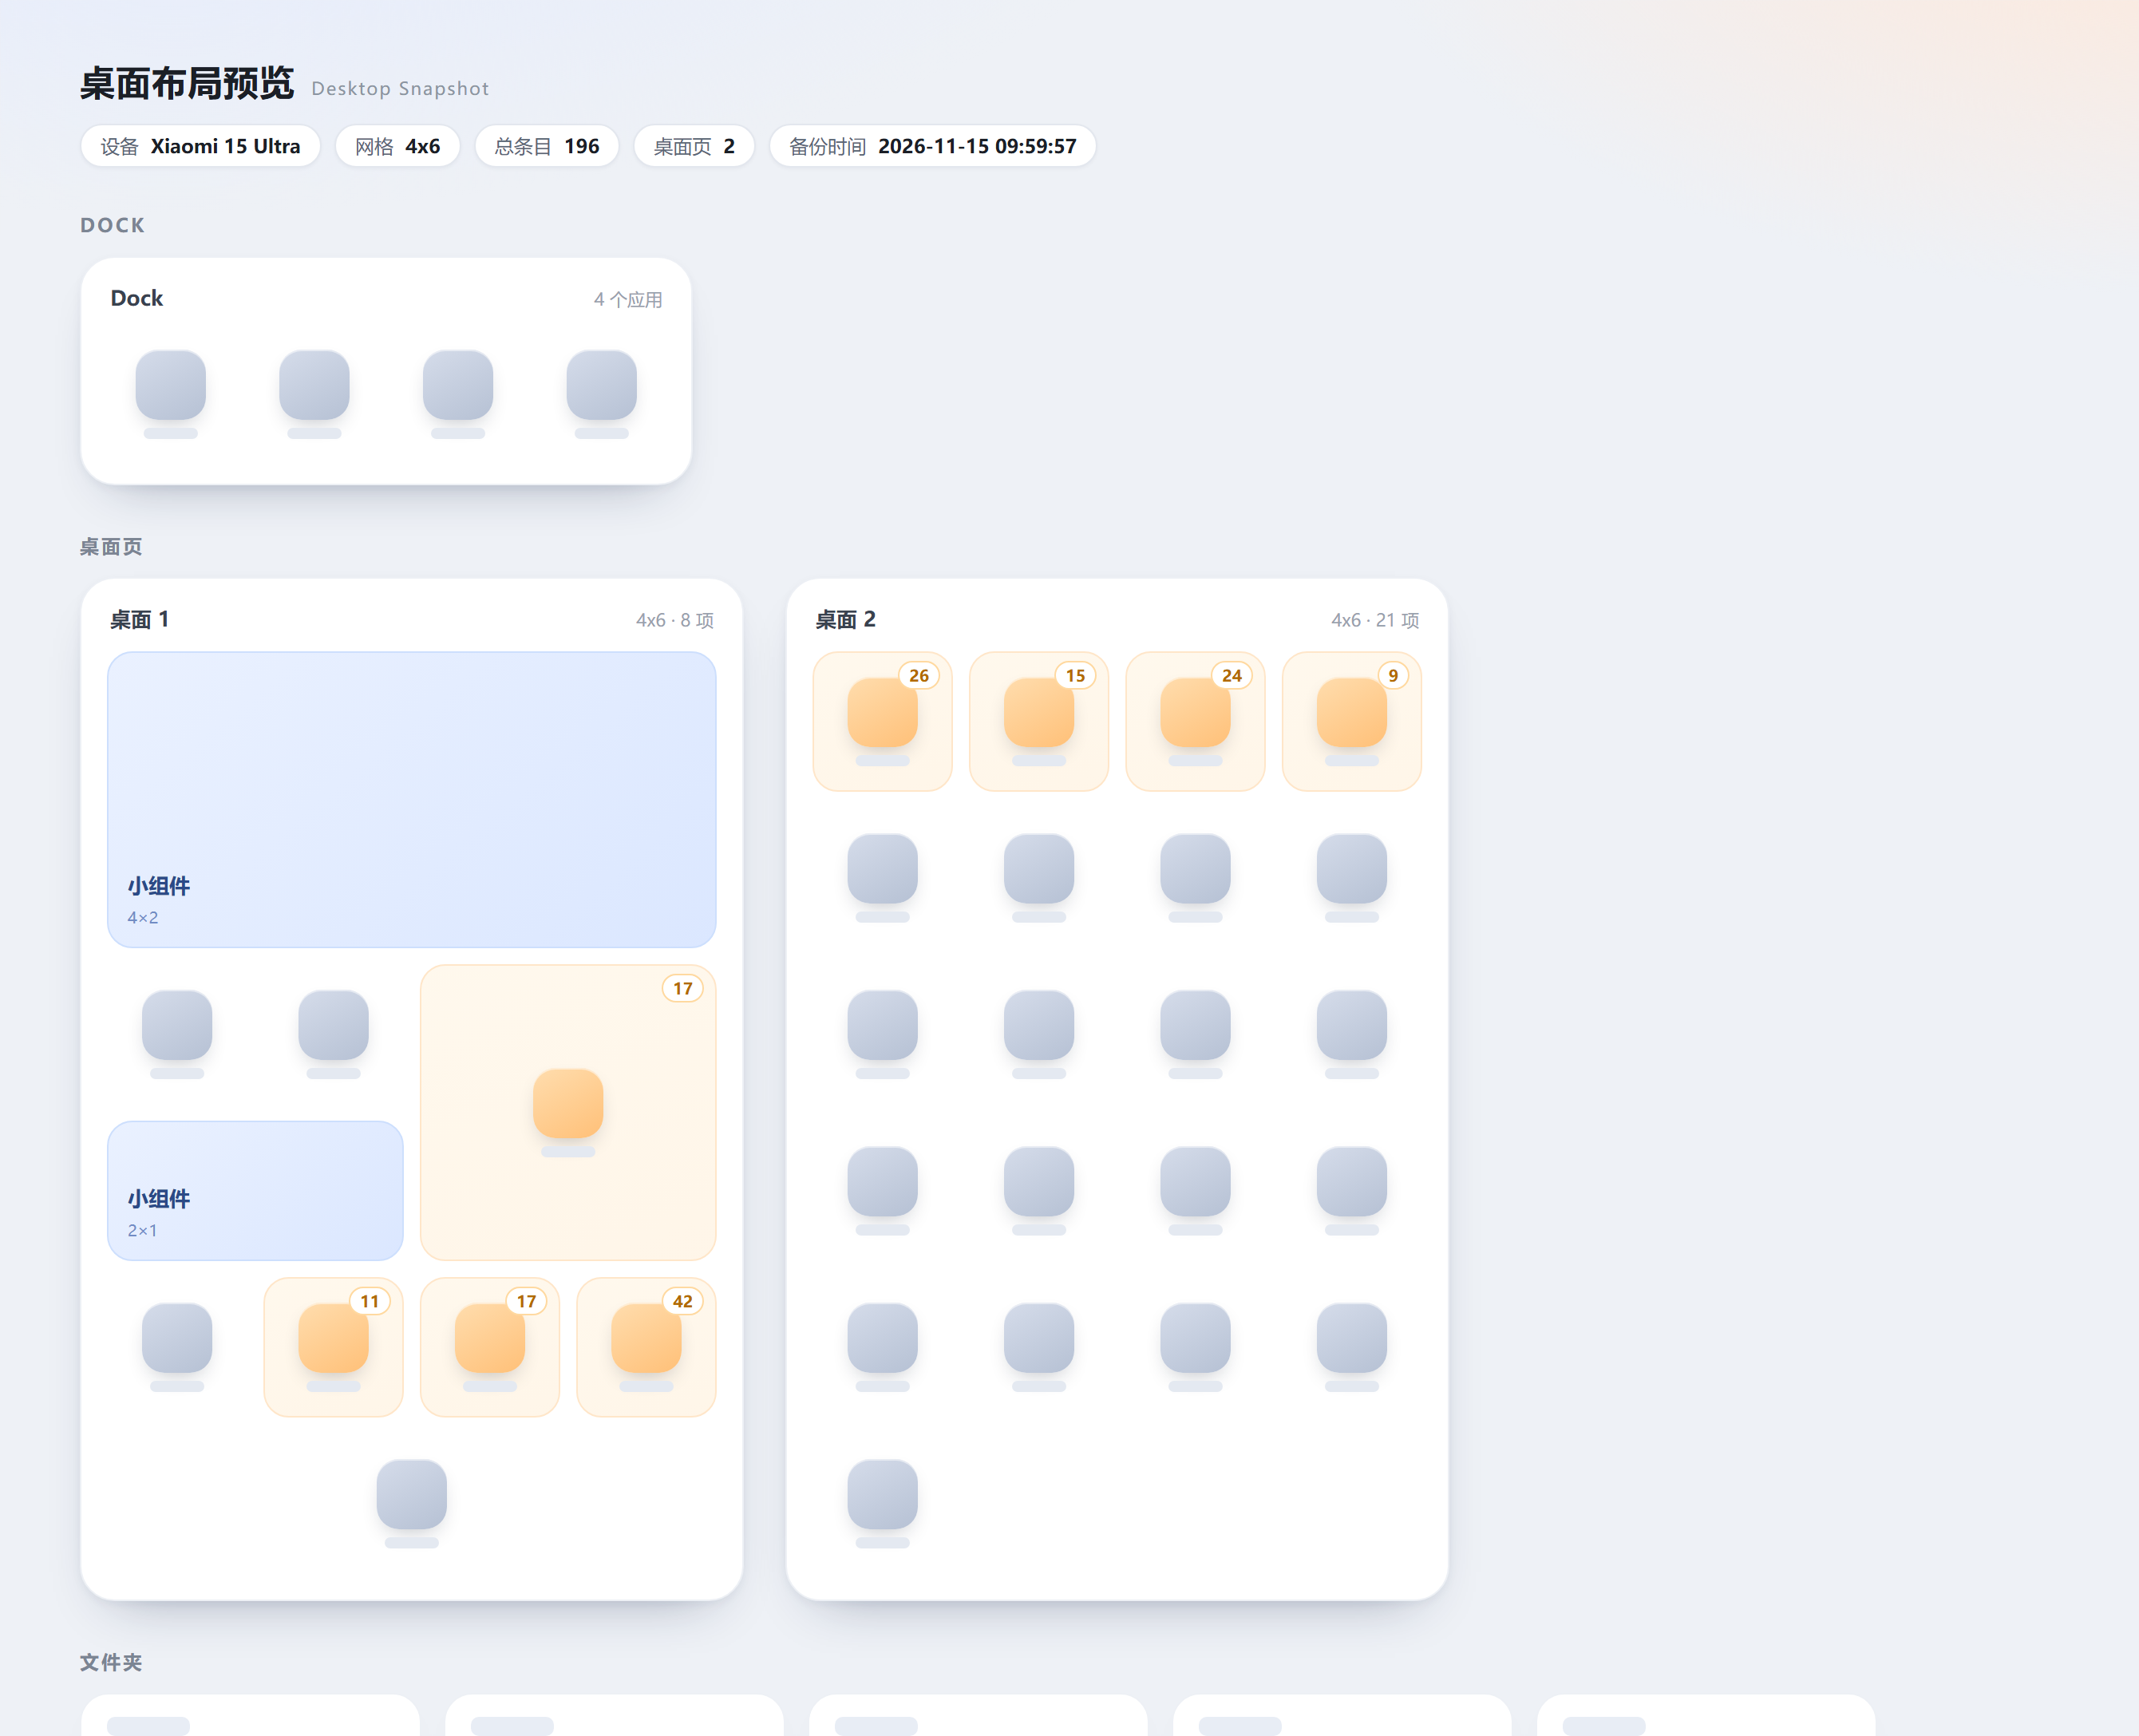 桌面布局预览 Desktop Snapshot
设备 Xiaomi 15 Ultra 网格 4x6 总条目 196 桌面页 2 备份时间 2026-11-15 09:59:57
DOCK
Dock 4 个应用
桌面页
桌面 1 4x6 · 8 项
小组件
4×2
17
小组件
2×1
11 17 42
桌面 2 4x6 · 21 项
26 15 24 9
文件夹